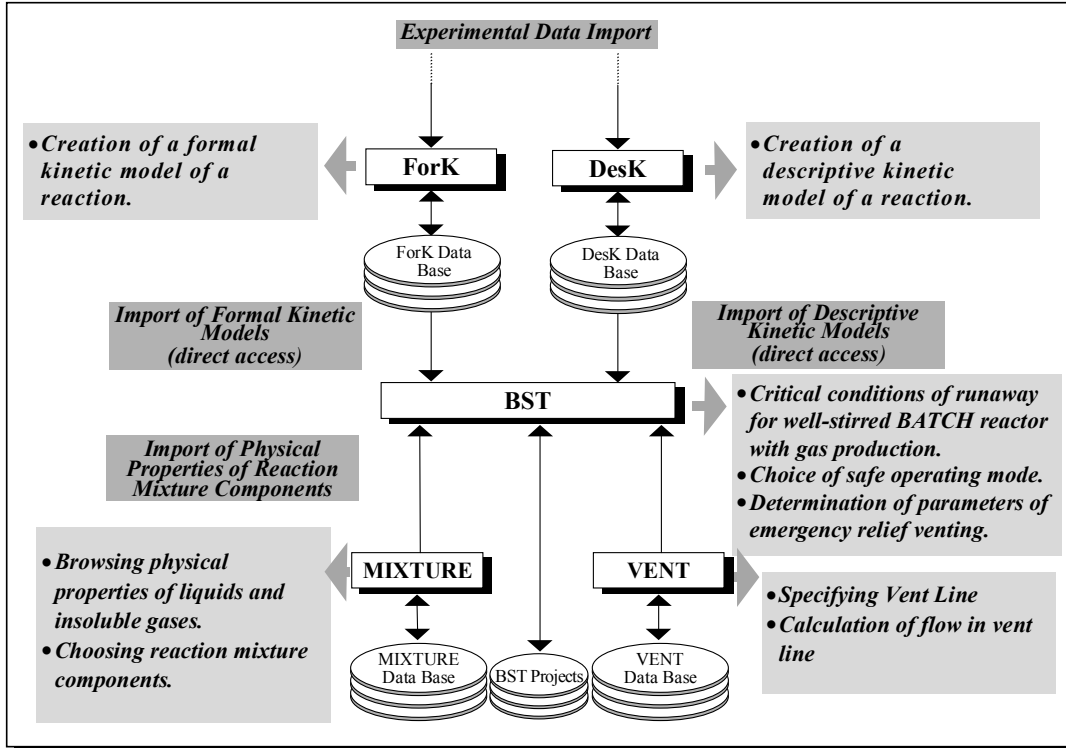 Experimental Data Import
•Creation of a formal
kinetic model of a
reaction.
ForK
DesK
•Creation of a
descriptive kinetic
model of a reaction.
ForK Data
Base
DesK Data
Base
Import of Formal Kinetic
Models
(direct access)
Import of Descriptive
Kinetic Models
(direct access)
BST
•Critical conditions of runaway
for well-stirred BATCH reactor
with gas production.
•Choice of safe operating mode.
•Determination of parameters of
emergency relief venting.
Import of Physical
Properties of Reaction
Mixture Components
•Browsing physical
properties of liquids and
insoluble gases.
•Choosing reaction mixture
components.
MIXTURE
VENT
•Specifying Vent Line
•Calculation of flow in vent
line
MIXTURE
Data Base
BST Projects
VENT
Data Base